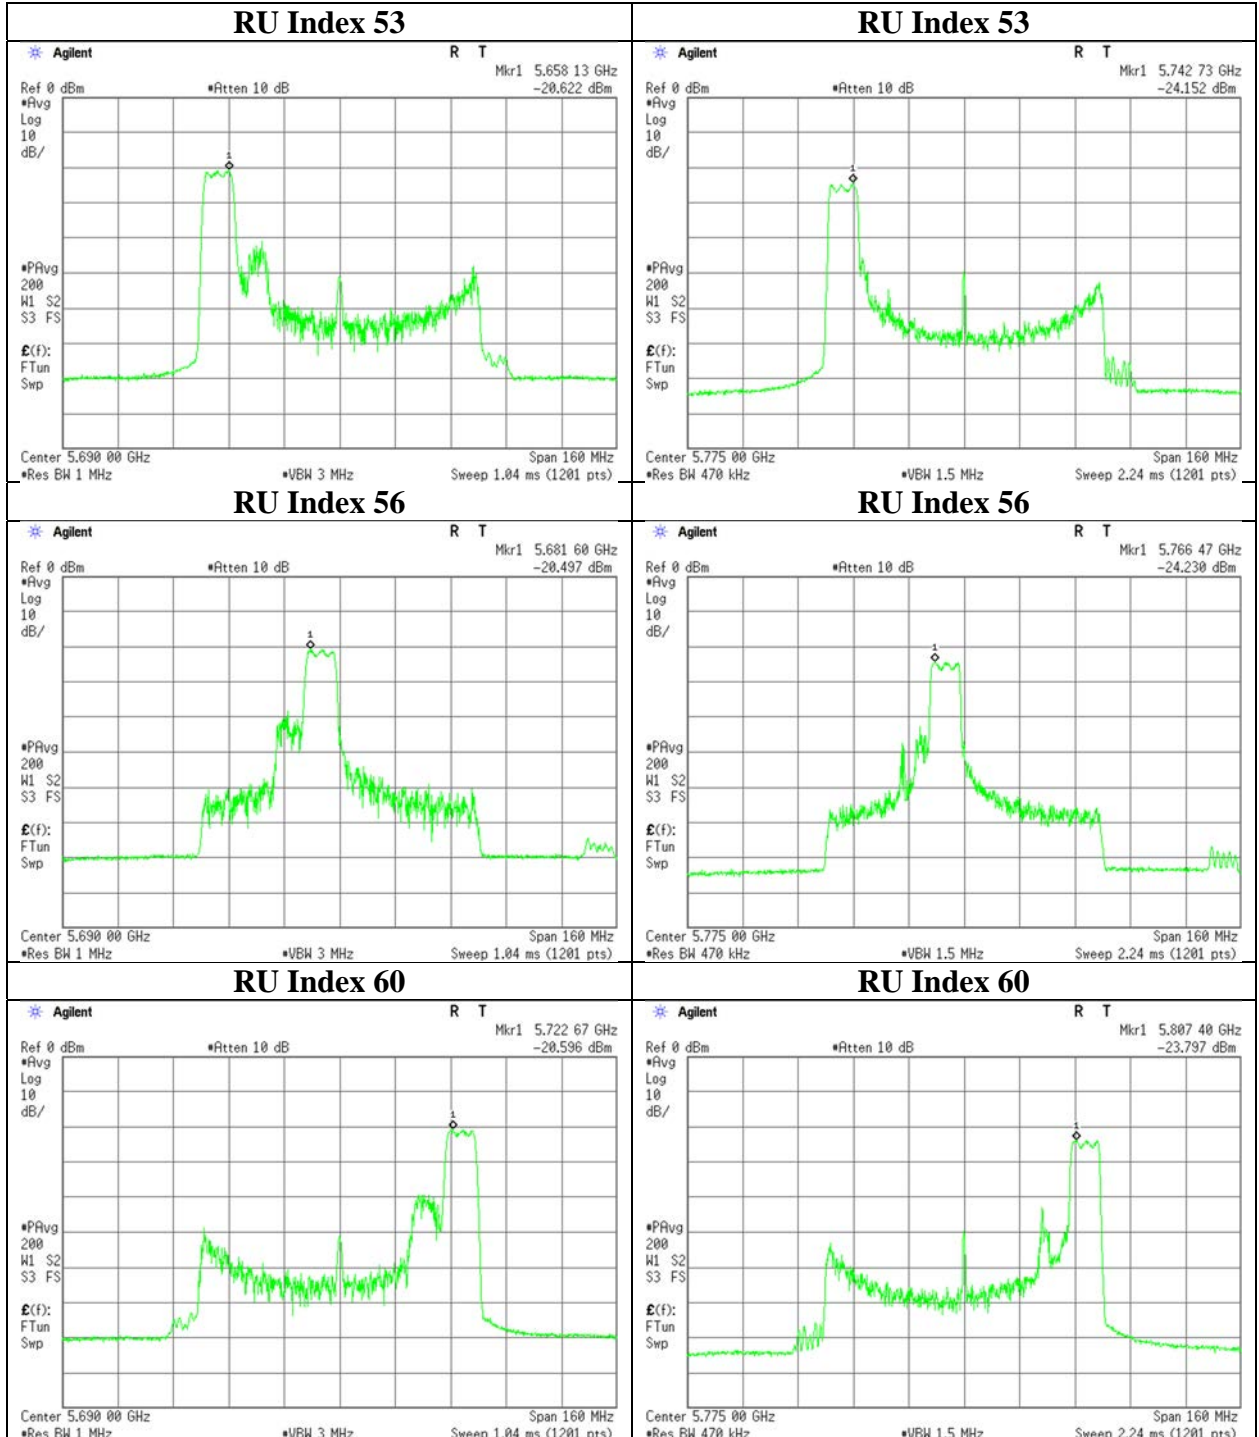 RU Index 53
RU Index 53
Agilent R T
Mkr1 5.658 13 GHz
Ref 0 dBm #Atten 10 dB -20.622 dBm
#Avg
Log
10
dB/
1
#PAvg
200
W1 S2
S3 FS
£(f):
FTun
Swp
Center 5.690 00 GHz Span 160 MHz
#Res BW 1 MHz #VBW 3 MHz Sweep 1.04 ms (1201 pts)
Agilent R T
Mkr1 5.742 73 GHz
Ref 0 dBm #Atten 10 dB -24.152 dBm
#Avg
Log
10
dB/
1
#PAvg
200
W1 S2
S3 FS
£(f):
FTun
Swp
Center 5.775 00 GHz Span 160 MHz
#Res BW 470 kHz #VBW 1.5 MHz Sweep 2.24 ms (1201 pts)
RU Index 56
RU Index 56
Agilent R T
Mkr1 5.681 60 GHz
Ref 0 dBm #Atten 10 dB -20.497 dBm
#Avg
Log
10
dB/
1
#PAvg
200
W1 S2
S3 FS
£(f):
FTun
Swp
Center 5.690 00 GHz Span 160 MHz
#Res BW 1 MHz #VBW 3 MHz Sweep 1.04 ms (1201 pts)
Agilent R T
Mkr1 5.766 47 GHz
Ref 0 dBm #Atten 10 dB -24.230 dBm
#Avg
Log
10
dB/
1
#PAvg
200
W1 S2
S3 FS
£(f):
FTun
Swp
Center 5.775 00 GHz Span 160 MHz
#Res BW 470 kHz #VBW 1.5 MHz Sweep 2.24 ms (1201 pts)
RU Index 60
RU Index 60
Agilent R T
Mkr1 5.722 67 GHz
Ref 0 dBm #Atten 10 dB -20.596 dBm
#Avg
Log
10
dB/
1
#PAvg
200
W1 S2
S3 FS
£(f):
FTun
Swp
Center 5.690 00 GHz Span 160 MHz
#Res BW 1 MHz #VBW 3 MHz Sweep 1.04 ms (1201 pts)
Agilent R T
Mkr1 5.807 40 GHz
Ref 0 dBm #Atten 10 dB -23.797 dBm
#Avg
Log
10
dB/
1
#PAvg
200
W1 S2
S3 FS
£(f):
FTun
Swp
Center 5.775 00 GHz Span 160 MHz
#Res BW 470 kHz #VBW 1.5 MHz Sweep 2.24 ms (1201 pts)